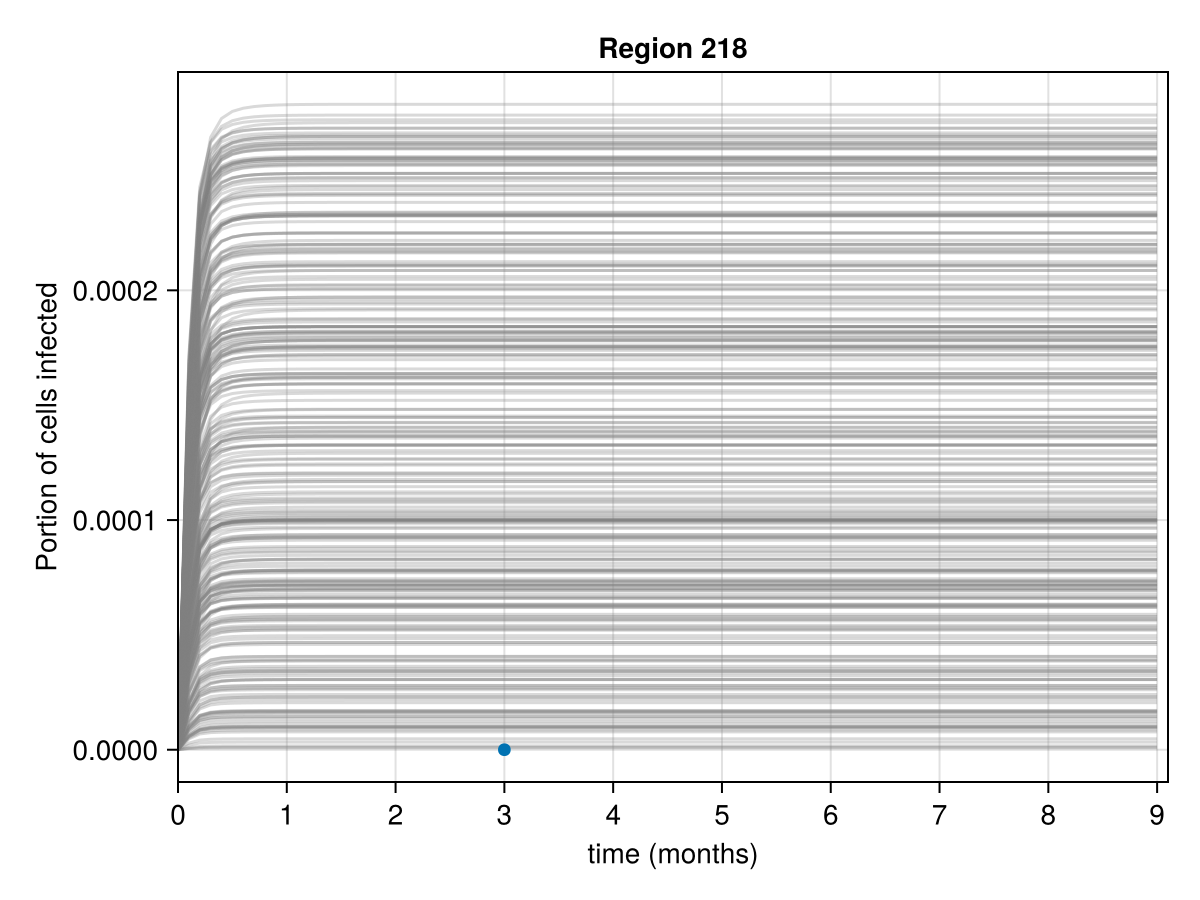 Region 218
Portion of cells infected
0.0002
0.0001
0.0000
0 1 2 3 4 5 6 7 8 9
time (months)